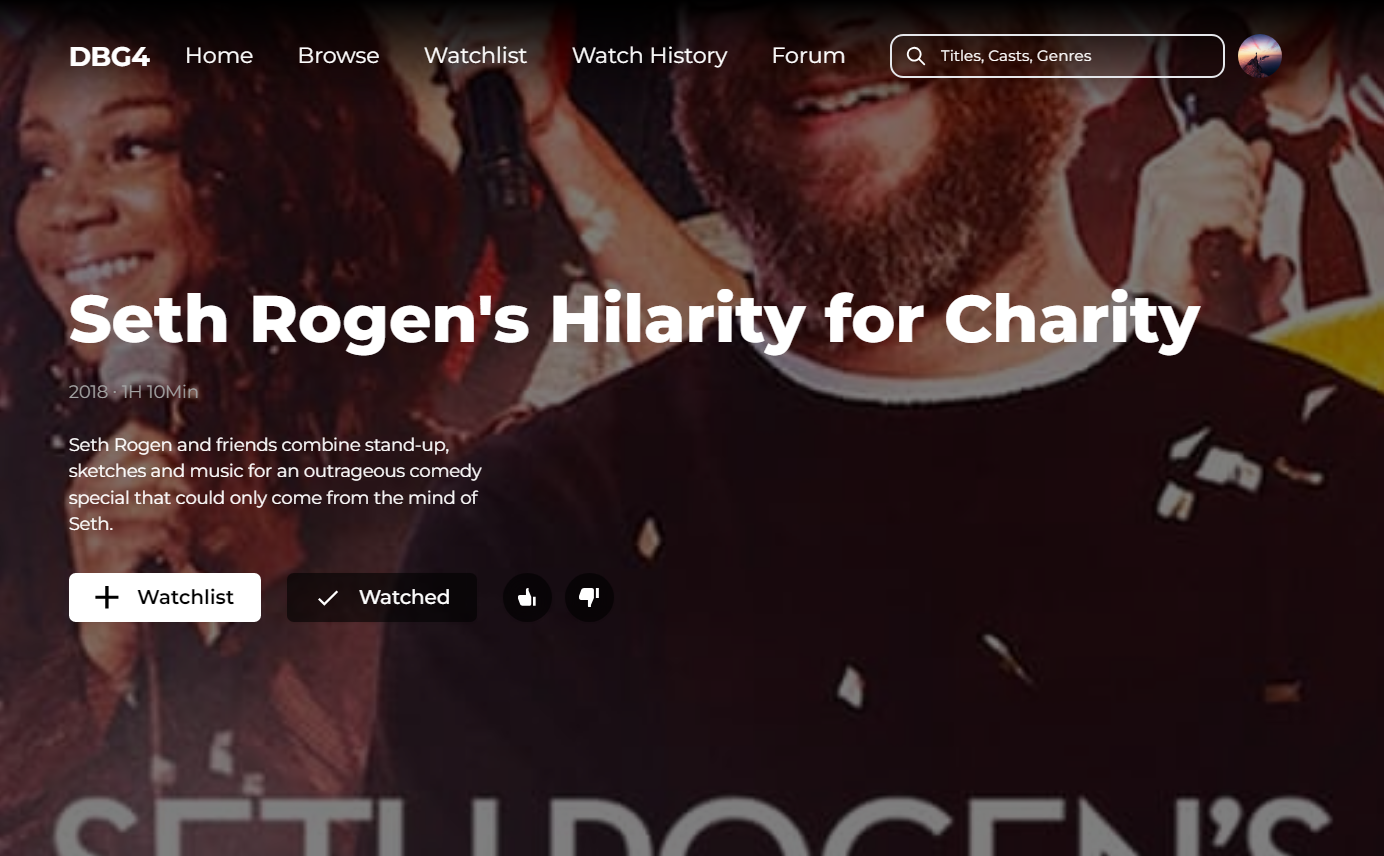 DBG4 Home Browse Watchlist Watch History Forum Titles, Casts, Genres
Seth Rogen's Hilarity for Charity
2018 · 1H 10Min
Seth Rogen and friends combine stand-up,
sketches and music for an outrageous comedy
special that could only come from the mind of
Seth.
Watchlist Watched
SETH ROGEN'S